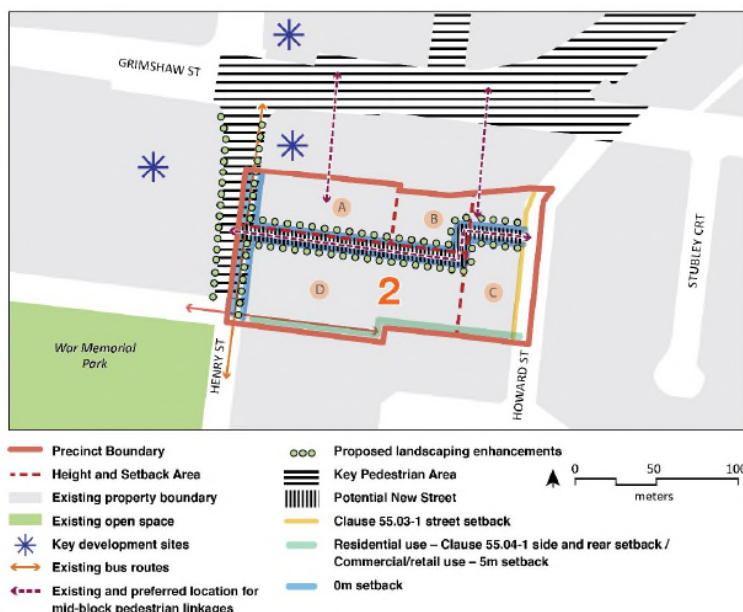 GRIMSHAW ST
A
B
STUBLEY CRT
D
2
C
War Memorial
Park
HENRY ST
HOWARD ST
Precinct Boundary
Height and Setback Area
Existing property boundary
Existing open space
Key development sites
Existing bus routes
Existing and preferred location for
mid-block pedestrian linkages
Proposed landscaping enhancements
Key Pedestrian Area
Potential New Street
Clause 55.03-1 street setback
Residential use – Clause 55.04-1 side and rear setback /
Commercial/retail use – 5m setback
0m setback
0 50 100
meters